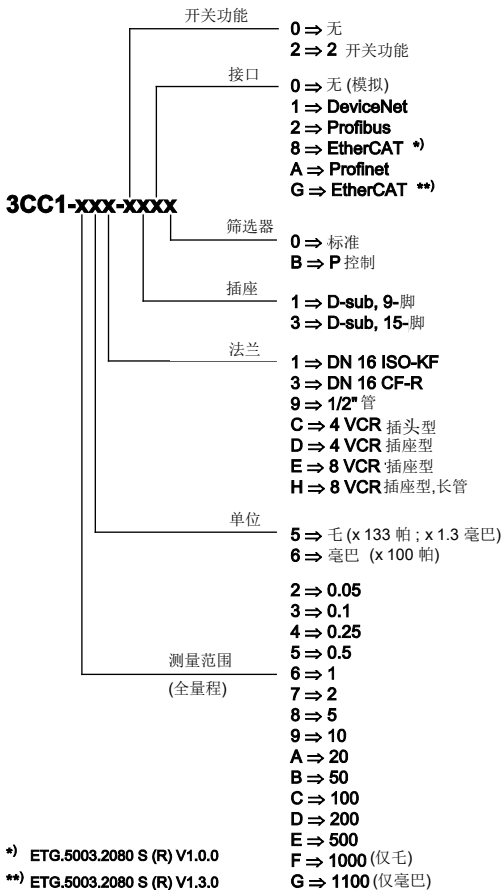 开关功能
0 ⇒ 无
2 ⇒ 2 开关功能
接口
0 ⇒ 无 (模拟)
1 ⇒ DeviceNet
2 ⇒ Profibus
8 ⇒ EtherCAT *)
A ⇒ Profinet
G ⇒ EtherCAT **)
3CC1-xxx-xxxx
筛选器
0 ⇒ 标准
B ⇒ P 控制
插座
1 ⇒ D-sub, 9-脚
3 ⇒ D-sub, 15-脚
法兰
1 ⇒ DN 16 ISO-KF
3 ⇒ DN 16 CF-R
9 ⇒ 1/2" 管
C ⇒ 4 VCR 插头型
D ⇒ 4 VCR 插座型
E ⇒ 8 VCR 插座型
H ⇒ 8 VCR 插座型,长管
单位
5 ⇒ 毛 (x 133 帕 ; x 1.3 毫巴)
6 ⇒ 毫巴 (x 100 帕)
测量范围
(全量程)
2 ⇒ 0.05
3 ⇒ 0.1
4 ⇒ 0.25
5 ⇒ 0.5
6 ⇒ 1
7 ⇒ 2
8 ⇒ 5
9 ⇒ 10
A ⇒ 20
B ⇒ 50
C ⇒ 100
D ⇒ 200
E ⇒ 500
F ⇒ 1000 (仅毛)
G ⇒ 1100 (仅毫巴)
*) ETG.5003.2080 S (R) V1.0.0
**) ETG.5003.2080 S (R) V1.3.0